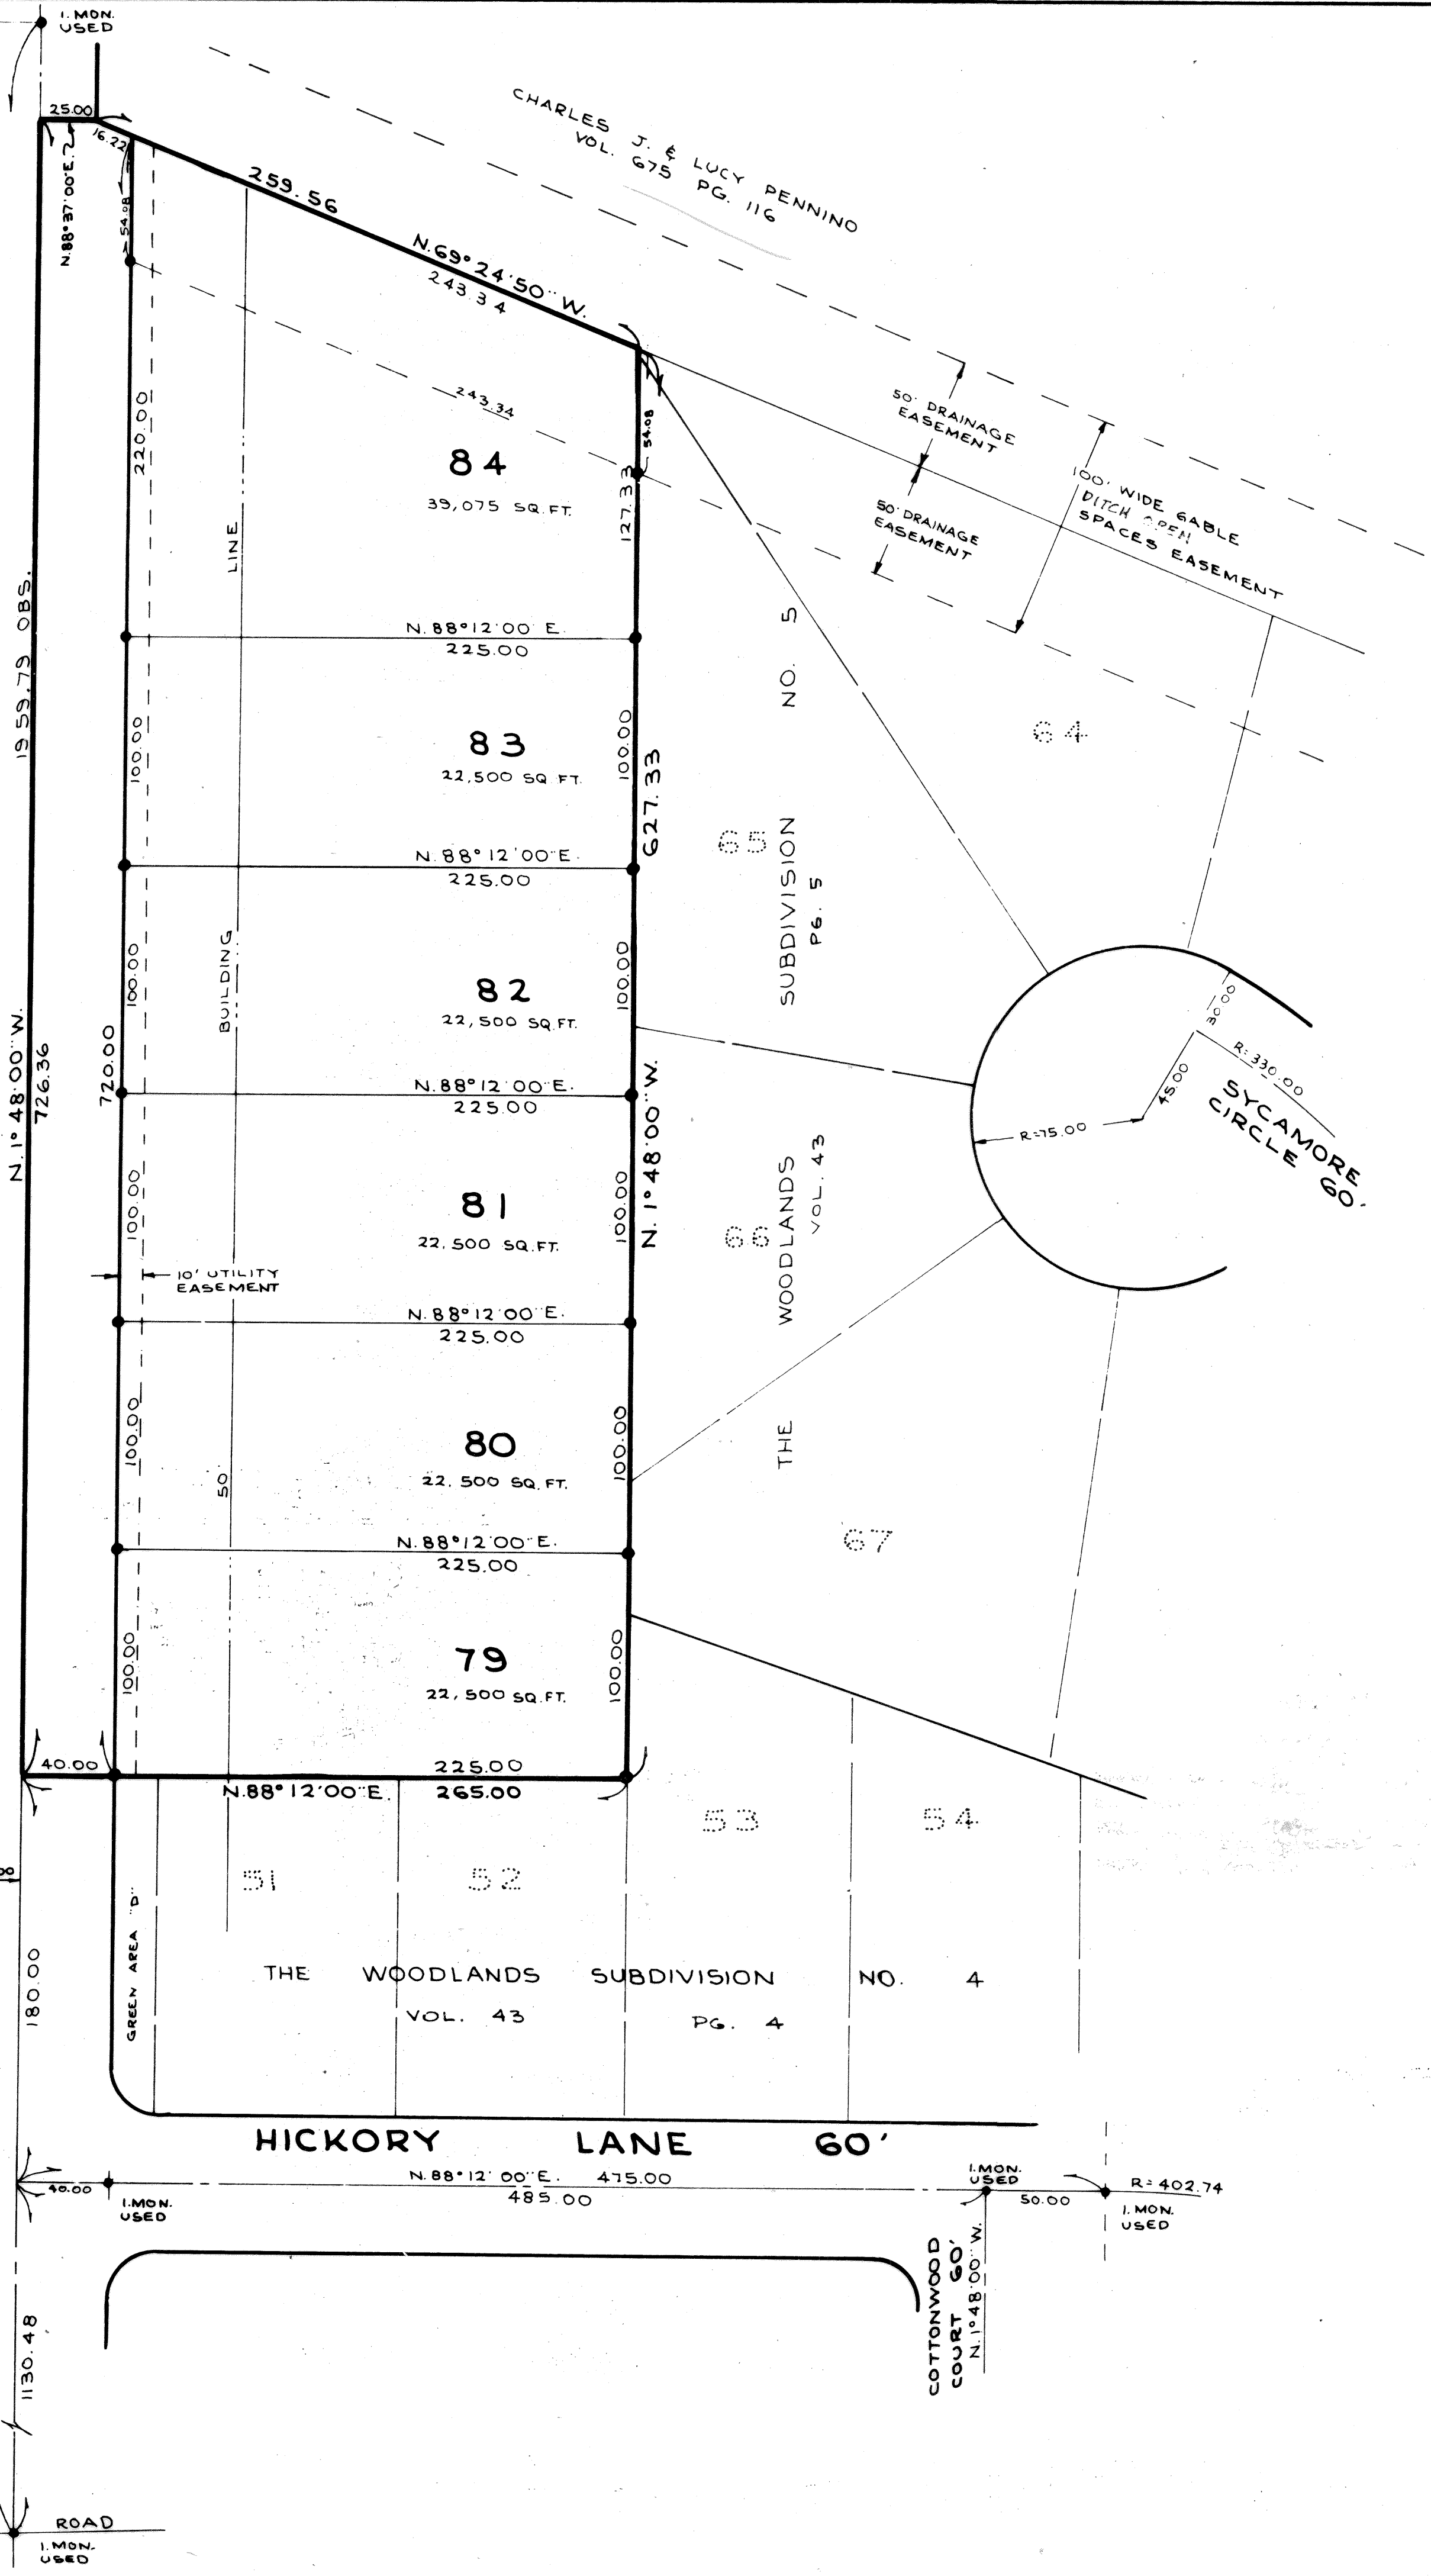 I. MON.
USED
25.00
16.22
N.88°37'00"E.
54.08
259.56
N.69°24'50" W.
243.34
CHARLES J. & LUCY PENNINO
VOL. 675 PG. 116
243.34
54.08
50' DRAINAGE
EASEMENT
50' DRAINAGE
EASEMENT
100' WIDE GABLE
DITCH OPEN
SPACES EASEMENT
220.00
84
39,075 SQ.FT.
127.33
LINE
1959.79 OBS.
N.88°12'00" E.
225.00
NO. 5
64
100.00
83
22,500 SQ.FT.
100.00
627.33
65
SUBDIVISION
PG. 5
N.88°12'00"E.
225.00
BUILDING
100.00
82
22,500 SQ.FT.
100.00
30.00
R=330.00
45.00
SYCAMORE
CIRCLE 60'
R=75.00
N.1°48'00"W.
726.36
720.00
N.88°12'00"E.
225.00
N.1°48'00"W.
100.00
81
22,500 SQ.FT.
100.00
66
WOODLANDS
VOL. 43
10' UTILITY
EASEMENT
N.88°12'00"E.
225.00
100.00
80
22,500 SQ.FT.
100.00
50'
THE
N.88°12'00"E.
225.00
67
100.00
79
22,500 SQ.FT.
100.00
40.00
225.00
N.88°12'00"E. 265.00
51
52
53
54
GREEN AREA "D"
180.00
THE WOODLANDS SUBDIVISION NO. 4
VOL. 43 PG. 4
HICKORY LANE 60'
N.88°12'00"E. 475.00
485.00
40.00
I.MON.
USED
I.MON.
USED
50.00
R=402.74
I.MON.
USED
COTTONWOOD
COURT 60'
N.1°48'00"W.
1130.48
ROAD
I.MON.
USED